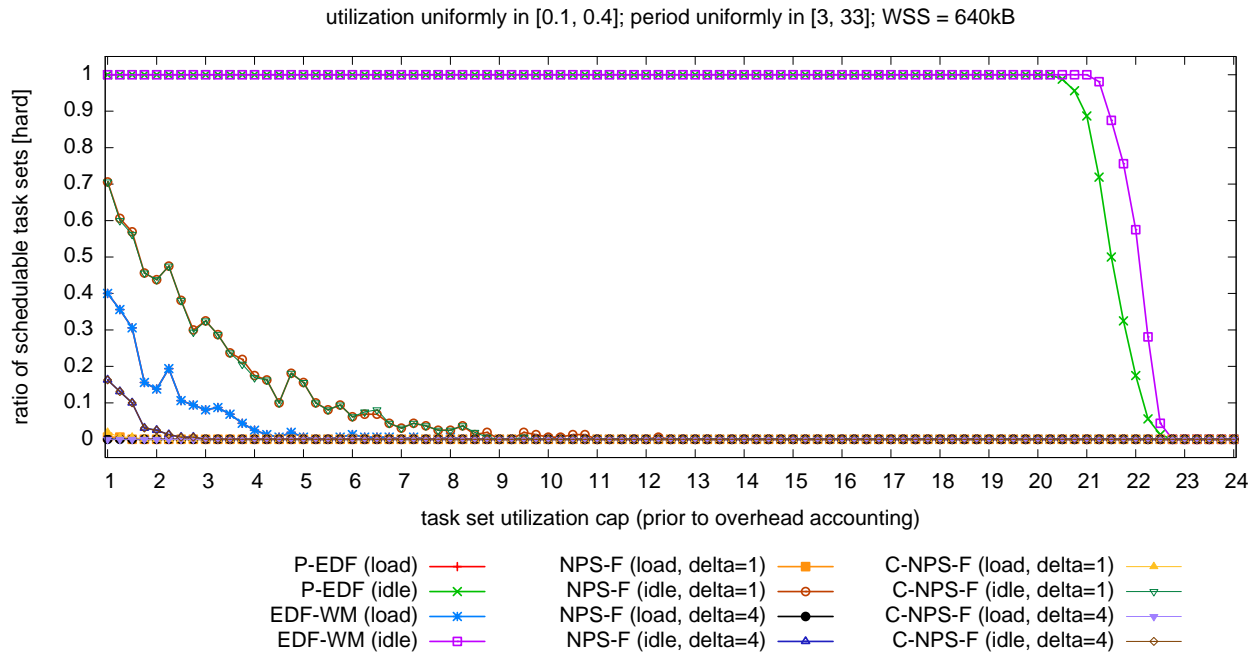 utilization uniformly in [0.1, 0.4]; period uniformly in [3, 33]; WSS = 640kB
ratio of schedulable task sets [hard]
1
0.9
0.8
0.7
0.6
0.5
0.4
0.3
0.2
0.1
0
1 2 3 4 5 6 7 8 9 10 11 12 13 14 15 16 17 18 19 20 21 22 23 24
task set utilization cap (prior to overhead accounting)
P-EDF (load) NPS-F (load, delta=1) C-NPS-F (load, delta=1)
P-EDF (idle) NPS-F (idle, delta=1) C-NPS-F (idle, delta=1)
EDF-WM (load) NPS-F (load, delta=4) C-NPS-F (load, delta=4)
EDF-WM (idle) NPS-F (idle, delta=4) C-NPS-F (idle, delta=4)